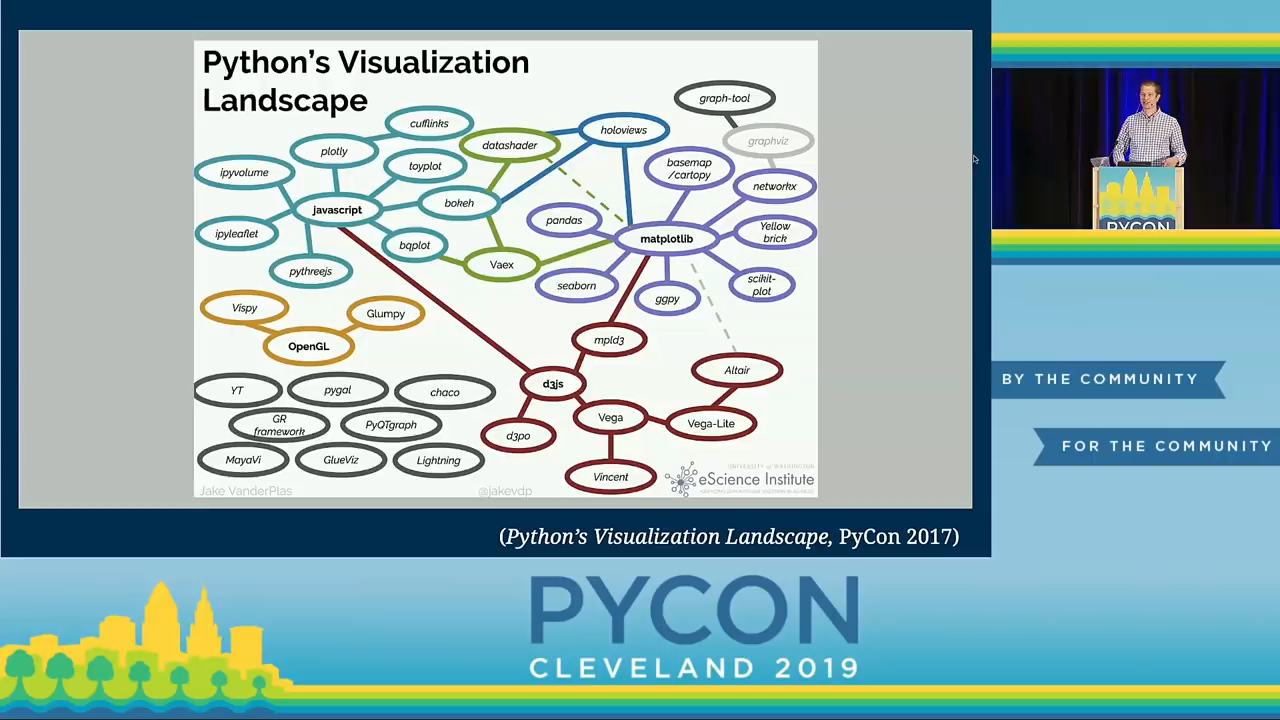 Python's Visualization
Landscape
graph-tool
cufflinks
holoviews
graphviz
datashader
plotly
basemap
/cartopy
toyplot
ipyvolume
networkx
javascript
bokeh
pandas
Yellow
brick
ipyleaflet
matplotlib
bqplot
Vaex
pythreejs
seaborn
scikit-
plot
ggpy
Vispy
Glumpy
OpenGL
mpld3
Altair
YT
pygal
chaco
d3js
GR
framework
PyQTgraph
Vega
Vega-Lite
d3po
MayaVi
GlueViz
Lightning
Vincent
UNIVERSITY of WASHINGTON
eScience Institute
Jake VanderPlas
@jakevdp
(Python's Visualization Landscape, PyCon 2017)
PYCON
BY THE COMMUNITY
FOR THE COMMUNITY
PYCON
CLEVELAND 2019